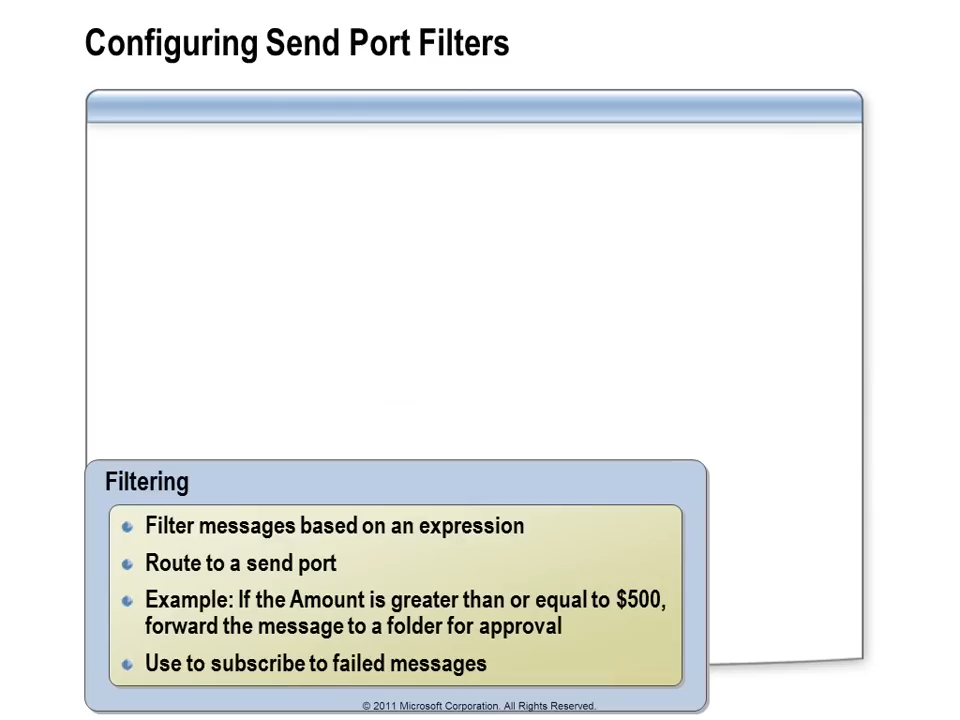 Configuring Send Port Filters
Filtering
Filter messages based on an expression
Route to a send port
Example: If the Amount is greater than or equal to $500,
forward the message to a folder for approval
Use to subscribe to failed messages
© 2011 Microsoft Corporation. All Rights Reserved.